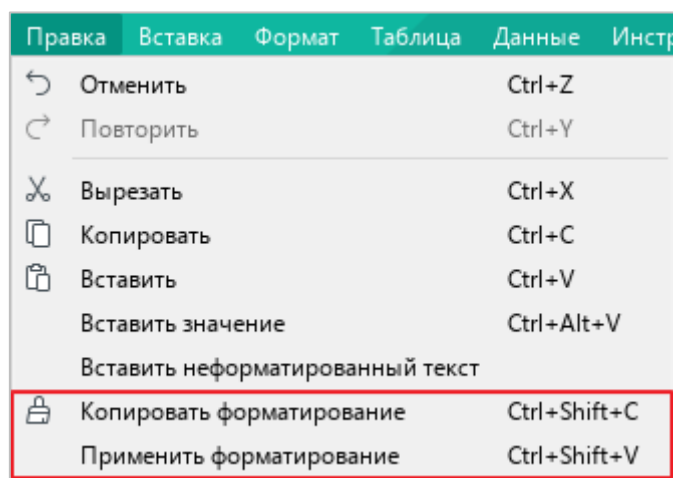 Правка Вставка Формат Таблица Данные Инстр
Отменить Ctrl+Z
Повторить Ctrl+Y
Вырезать Ctrl+X
Копировать Ctrl+C
Вставить Ctrl+V
Вставить значение Ctrl+Alt+V
Вставить неформатированный текст
Копировать форматирование Ctrl+Shift+C
Применить форматирование Ctrl+Shift+V